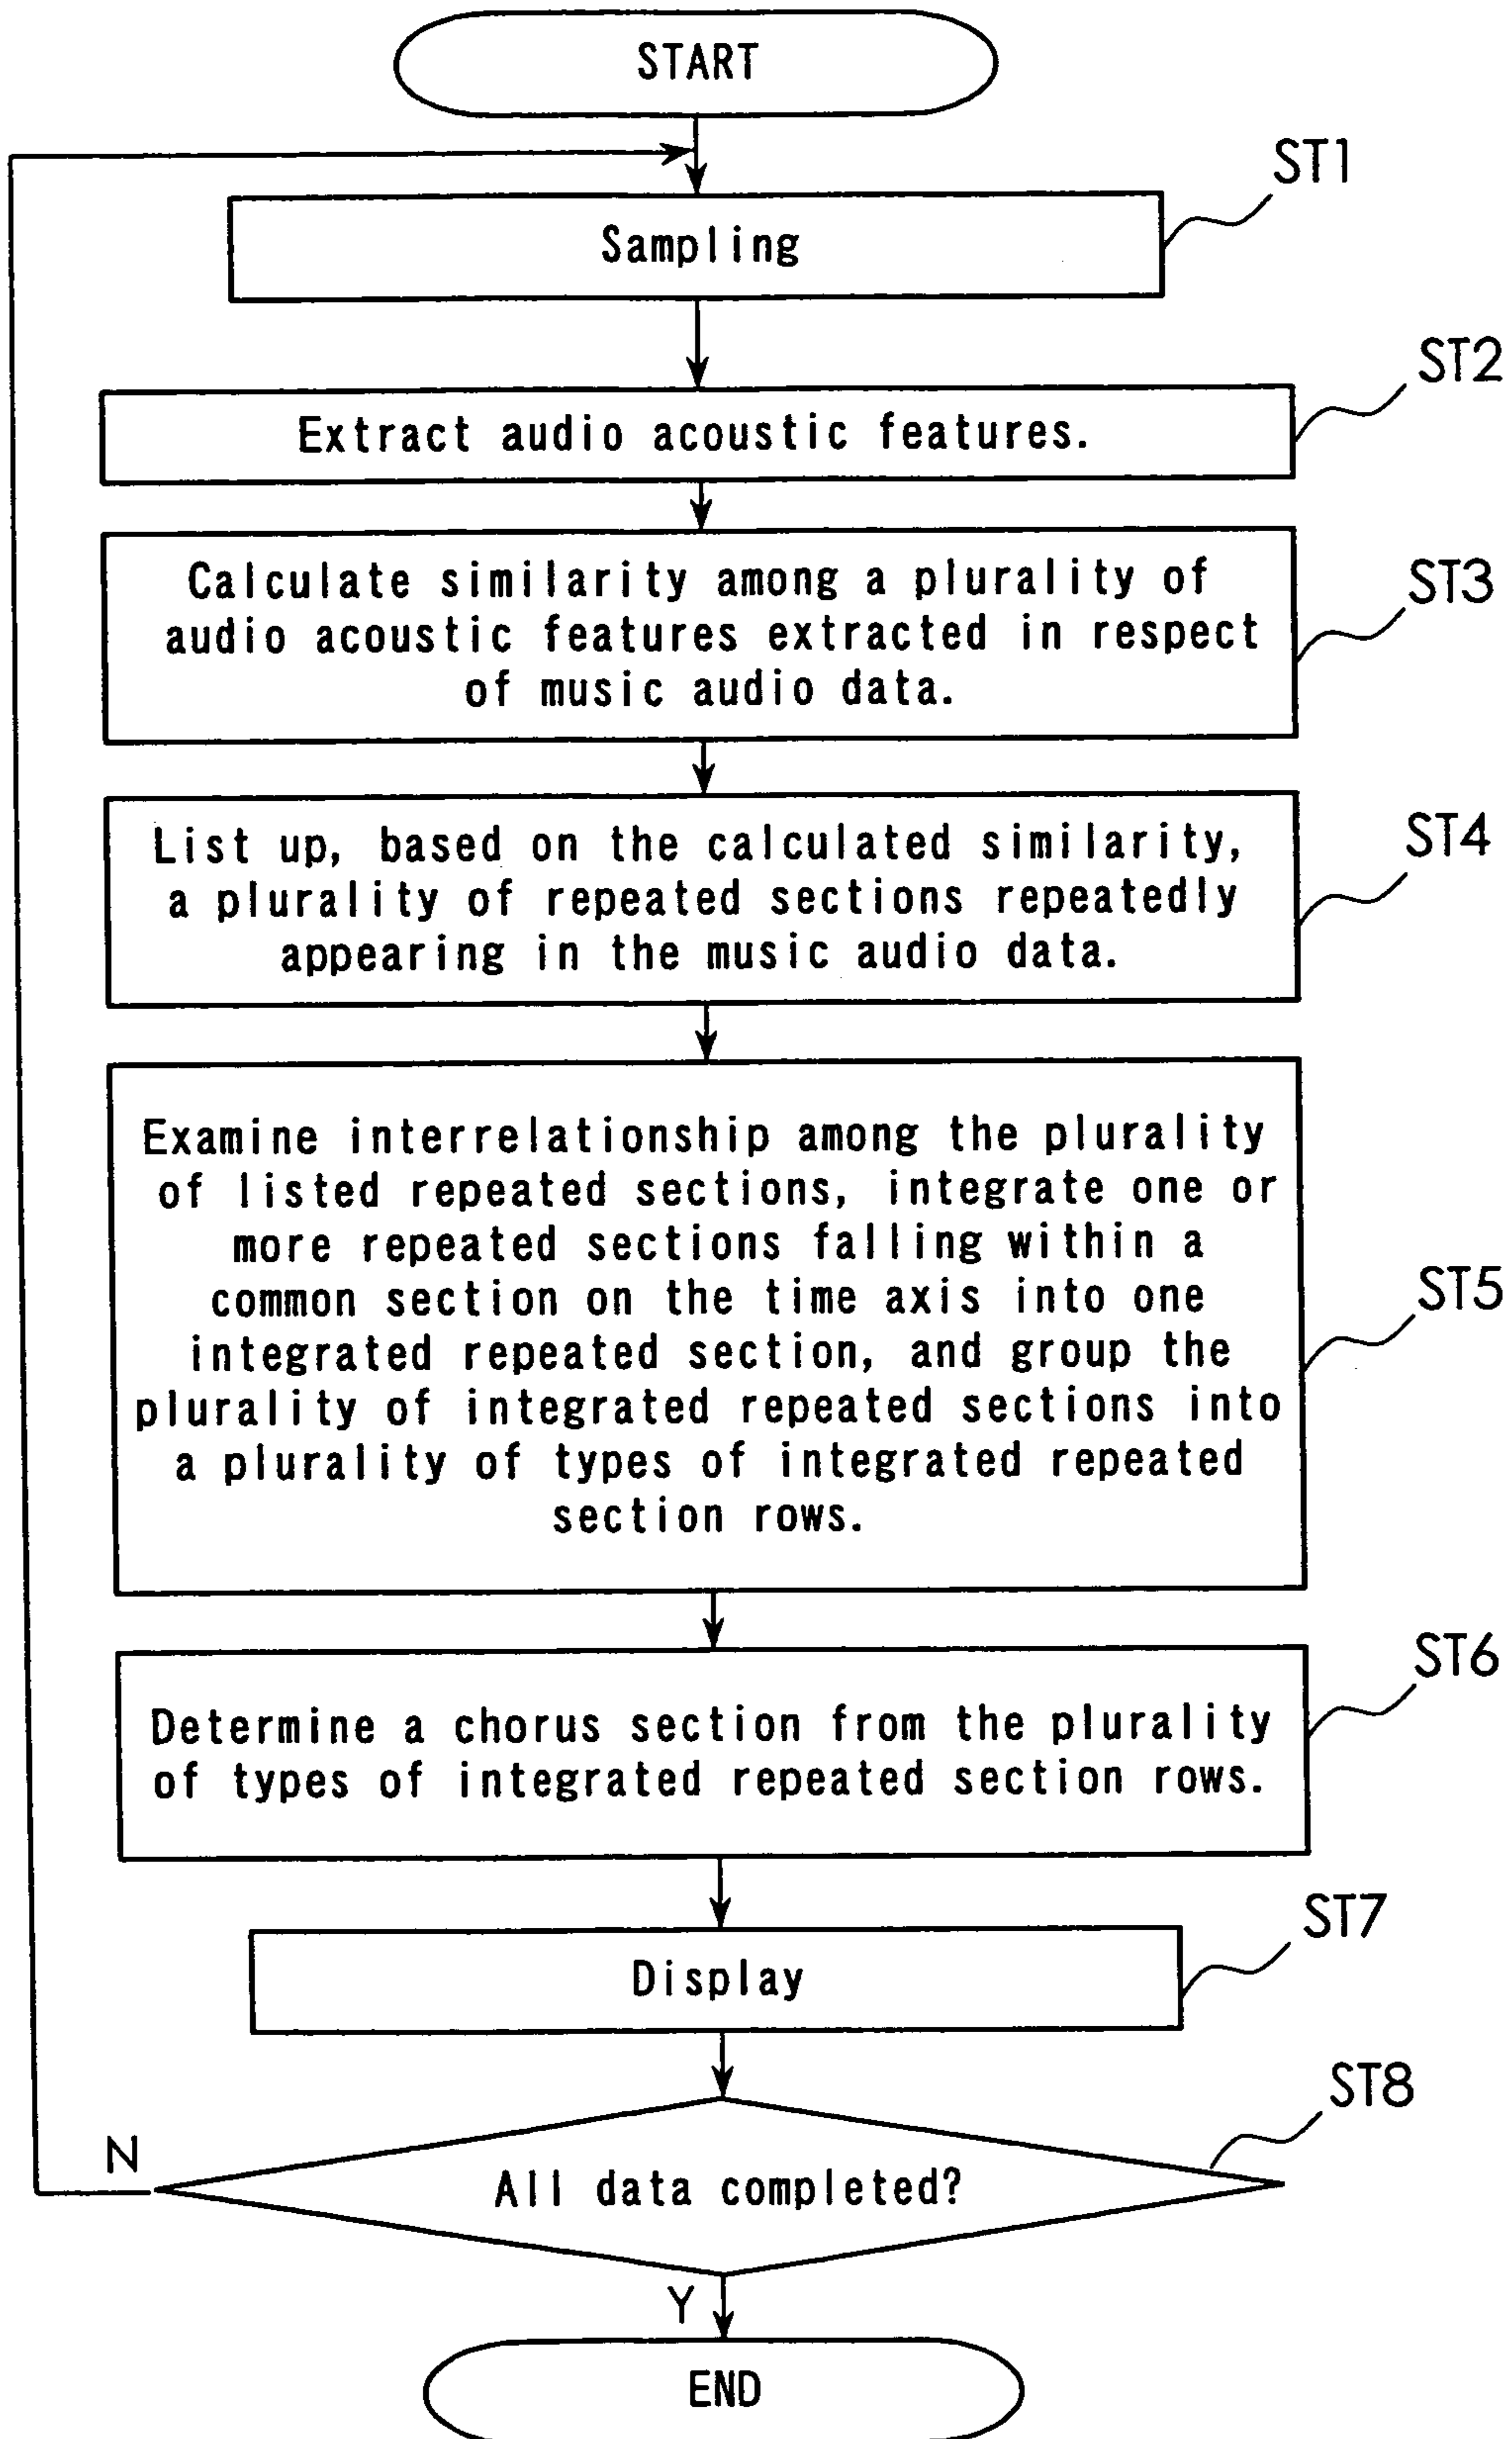 START
ST1
Sampling
ST2
Extract audio acoustic features.
ST3
Calculate similarity among a plurality of
audio acoustic features extracted in respect
of music audio data.
ST4
List up, based on the calculated similarity,
a plurality of repeated sections repeatedly
appearing in the music audio data.
ST5
Examine interrelationship among the plurality
of listed repeated sections, integrate one or
more repeated sections falling within a
common section on the time axis into one
integrated repeated section, and group the
plurality of integrated repeated sections into
a plurality of types of integrated repeated
section rows.
ST6
Determine a chorus section from the plurality
of types of integrated repeated section rows.
ST7
Display
ST8
N
All data completed?
Y
END